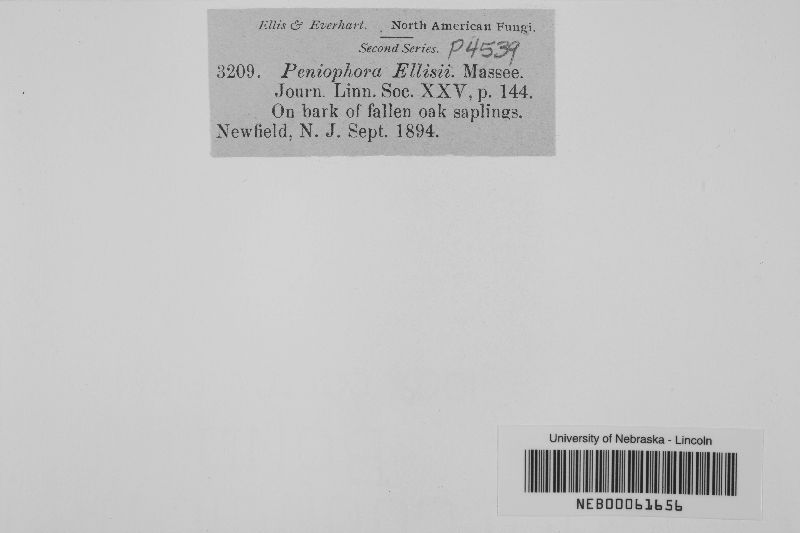 Ellis & Everhart. North American Fungi.
Second Series. P4539
3209. Peniophora Ellisii. Massee.
Journ. Linn. Soc. XXV, p. 144.
On bark of fallen oak saplings.
Newfield, N. J. Sept. 1894.
University of Nebraska - Lincoln
NEB00061656